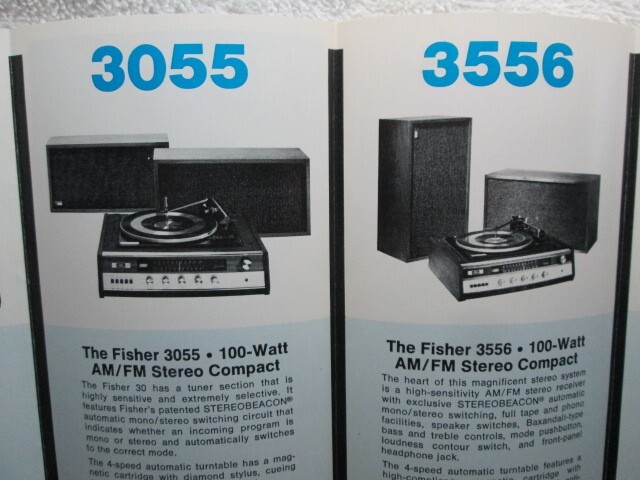 3055
The Fisher 3055 • 100-Watt
AM/FM Stereo Compact
The Fisher 30 has a tuner section that is
highly sensitive and extremely selective. It
features Fisher's patented STEREOBEACON®
automatic mono/stereo switching circuit that
indicates whether an incoming program is
mono or stereo and automatically switches
to the correct mode.
The 4-speed automatic turntable has a mag-
netic cartridge with diamond stylus, cueing
3556
The Fisher 3556 • 100-Watt
AM/FM Stereo Compact
The heart of this magnificent stereo system
is a high-sensitivity AM/FM stereo receiver
with exclusive STEREOBEACON® automatic
mono/stereo switching, full tape and phono
facilities, speaker switches, Baxandall-type
bass and treble controls, mode pushbutton,
loudness contour switch, and front-panel
headphone jack.
The 4-speed automatic turntable features a
cartridge with